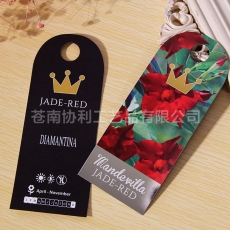 JADE-RED
DIAMANTINA
April - November
Mandevilla
JADE-RED
苍南协利工艺品有限公司